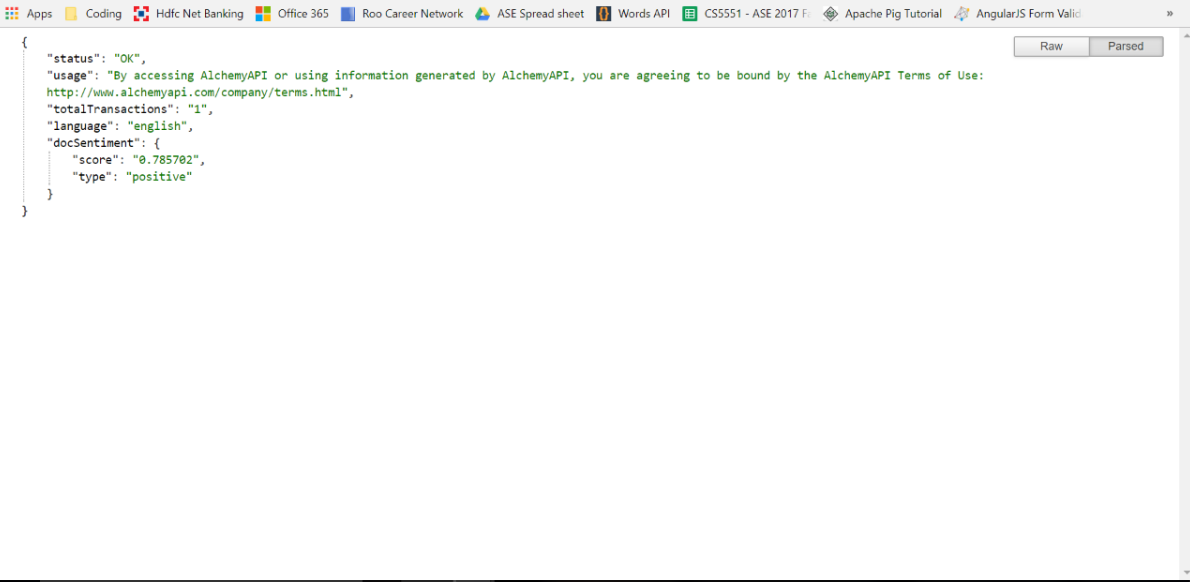 Apps Coding Hdfc Net Banking Office 365 Roo Career Network ASE Spread sheet Words API CS5551 - ASE 2017 Apache Pig Tutorial AngularJS Form Valid »
Raw Parsed
{
"status": "OK",
"usage": "By accessing AlchemyAPI or using information generated by AlchemyAPI, you are agreeing to be bound by the AlchemyAPI Terms of Use:
http://www.alchemyapi.com/company/terms.html",
"totalTransactions": "1",
"language": "english",
"docSentiment": {
"score": "0.785702",
"type": "positive"
}
}